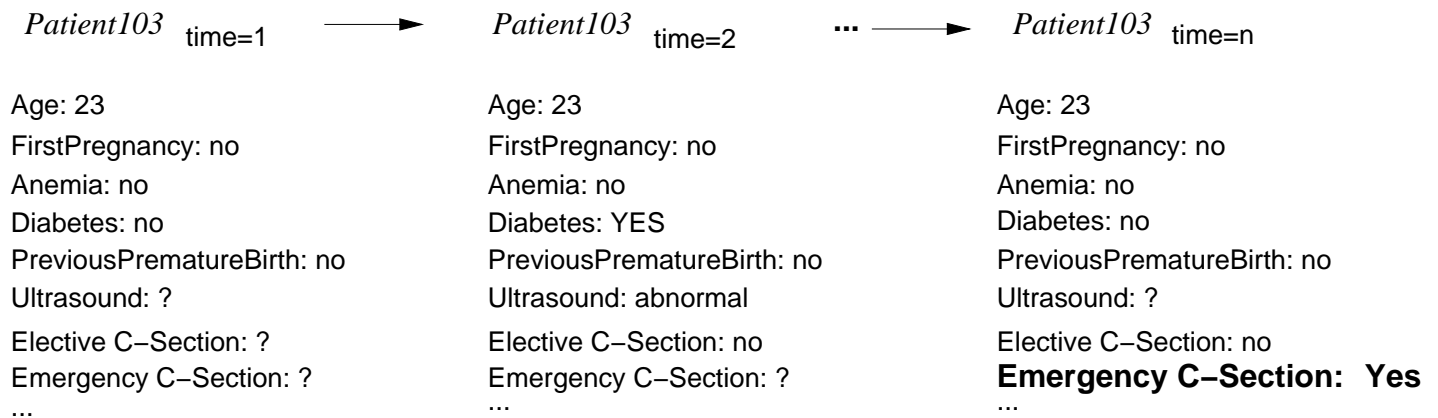 Patient103 time=1
Age: 23
FirstPregnancy: no
Anemia: no
Diabetes: no
PreviousPrematureBirth: no
Ultrasound: ?
Elective C−Section: ?
Emergency C−Section: ?
...
Patient103 time=2
Age: 23
FirstPregnancy: no
Anemia: no
Diabetes: YES
PreviousPrematureBirth: no
Ultrasound: abnormal
Elective C−Section: no
Emergency C−Section: ?
...
...
Patient103 time=n
Age: 23
FirstPregnancy: no
Anemia: no
Diabetes: no
PreviousPrematureBirth: no
Ultrasound: ?
Elective C−Section: no
Emergency C−Section: Yes
...